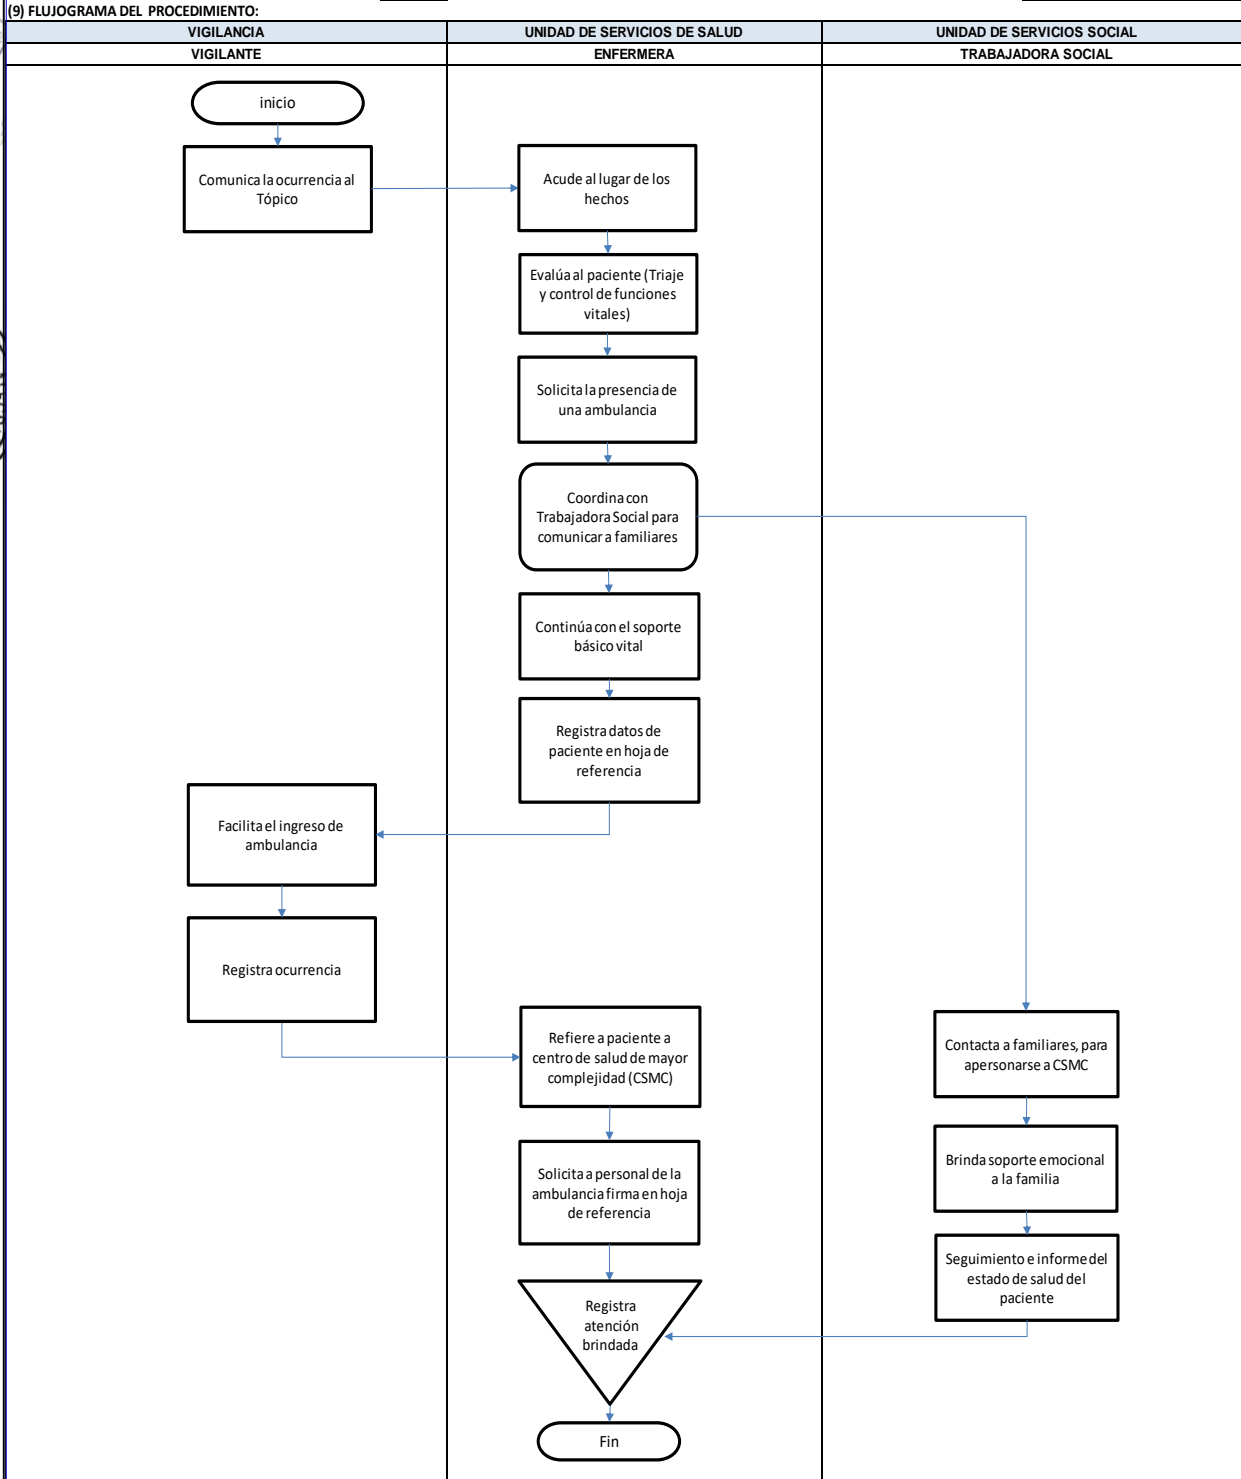 (9) FLUJOGRAMA DEL PROCEDIMIENTO:
VIGILANCIA
UNIDAD DE SERVICIOS DE SALUD
UNIDAD DE SERVICIOS SOCIAL
VIGILANTE
ENFERMERA
TRABAJADORA SOCIAL
inicio
Comunica la ocurrencia al
Tópico
Acude al lugar de los
hechos
Evalúa al paciente (Triaje
y control de funciones
vitales)
Solicita la presencia de
una ambulancia
Coordina con
Trabajadora Social para
comunicar a familiares
Continúa con el soporte
básico vital
Registra datos de
paciente en hoja de
referencia
Facilita el ingreso de
ambulancia
Registra ocurrencia
Refiere a paciente a
centro de salud de mayor
complejidad (CSMC)
Contacta a familiares, para
apersonarse a CSMC
Solicita a personal de la
ambulancia firma en hoja
de referencia
Brinda soporte emocional
a la familia
Seguimiento e informe del
estado de salud del
paciente
Registra
atención
brindada
Fin